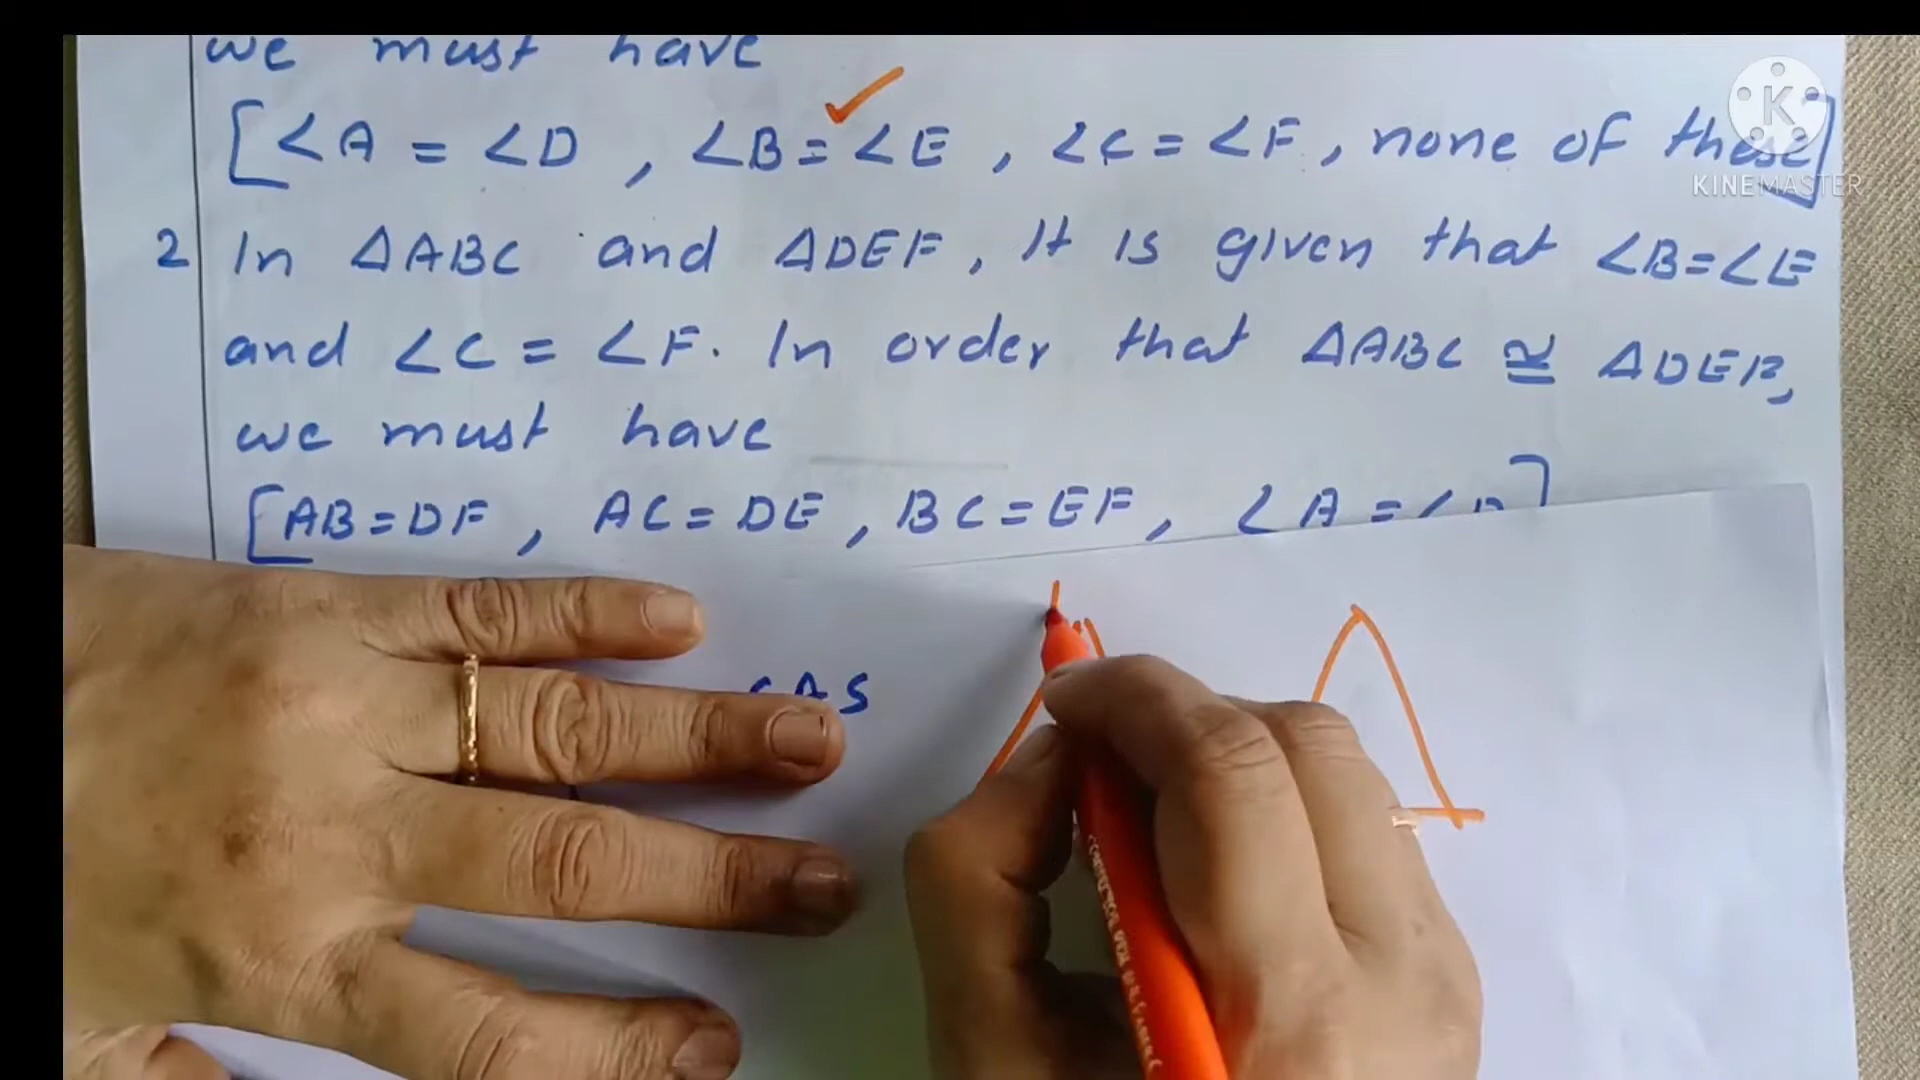 we must have
[∠A = ∠D, ∠B = ∠E, ∠C = ∠F, none of these]
2 In ΔABC and ΔDEF, It is given that ∠B=∠E
and ∠C = ∠F. In order that ΔABC ≅ ΔDEF,
we must have
[AB=DF, AC=DE, BC=EF, ∠A=∠D]
SAS
K
KINEMASTER